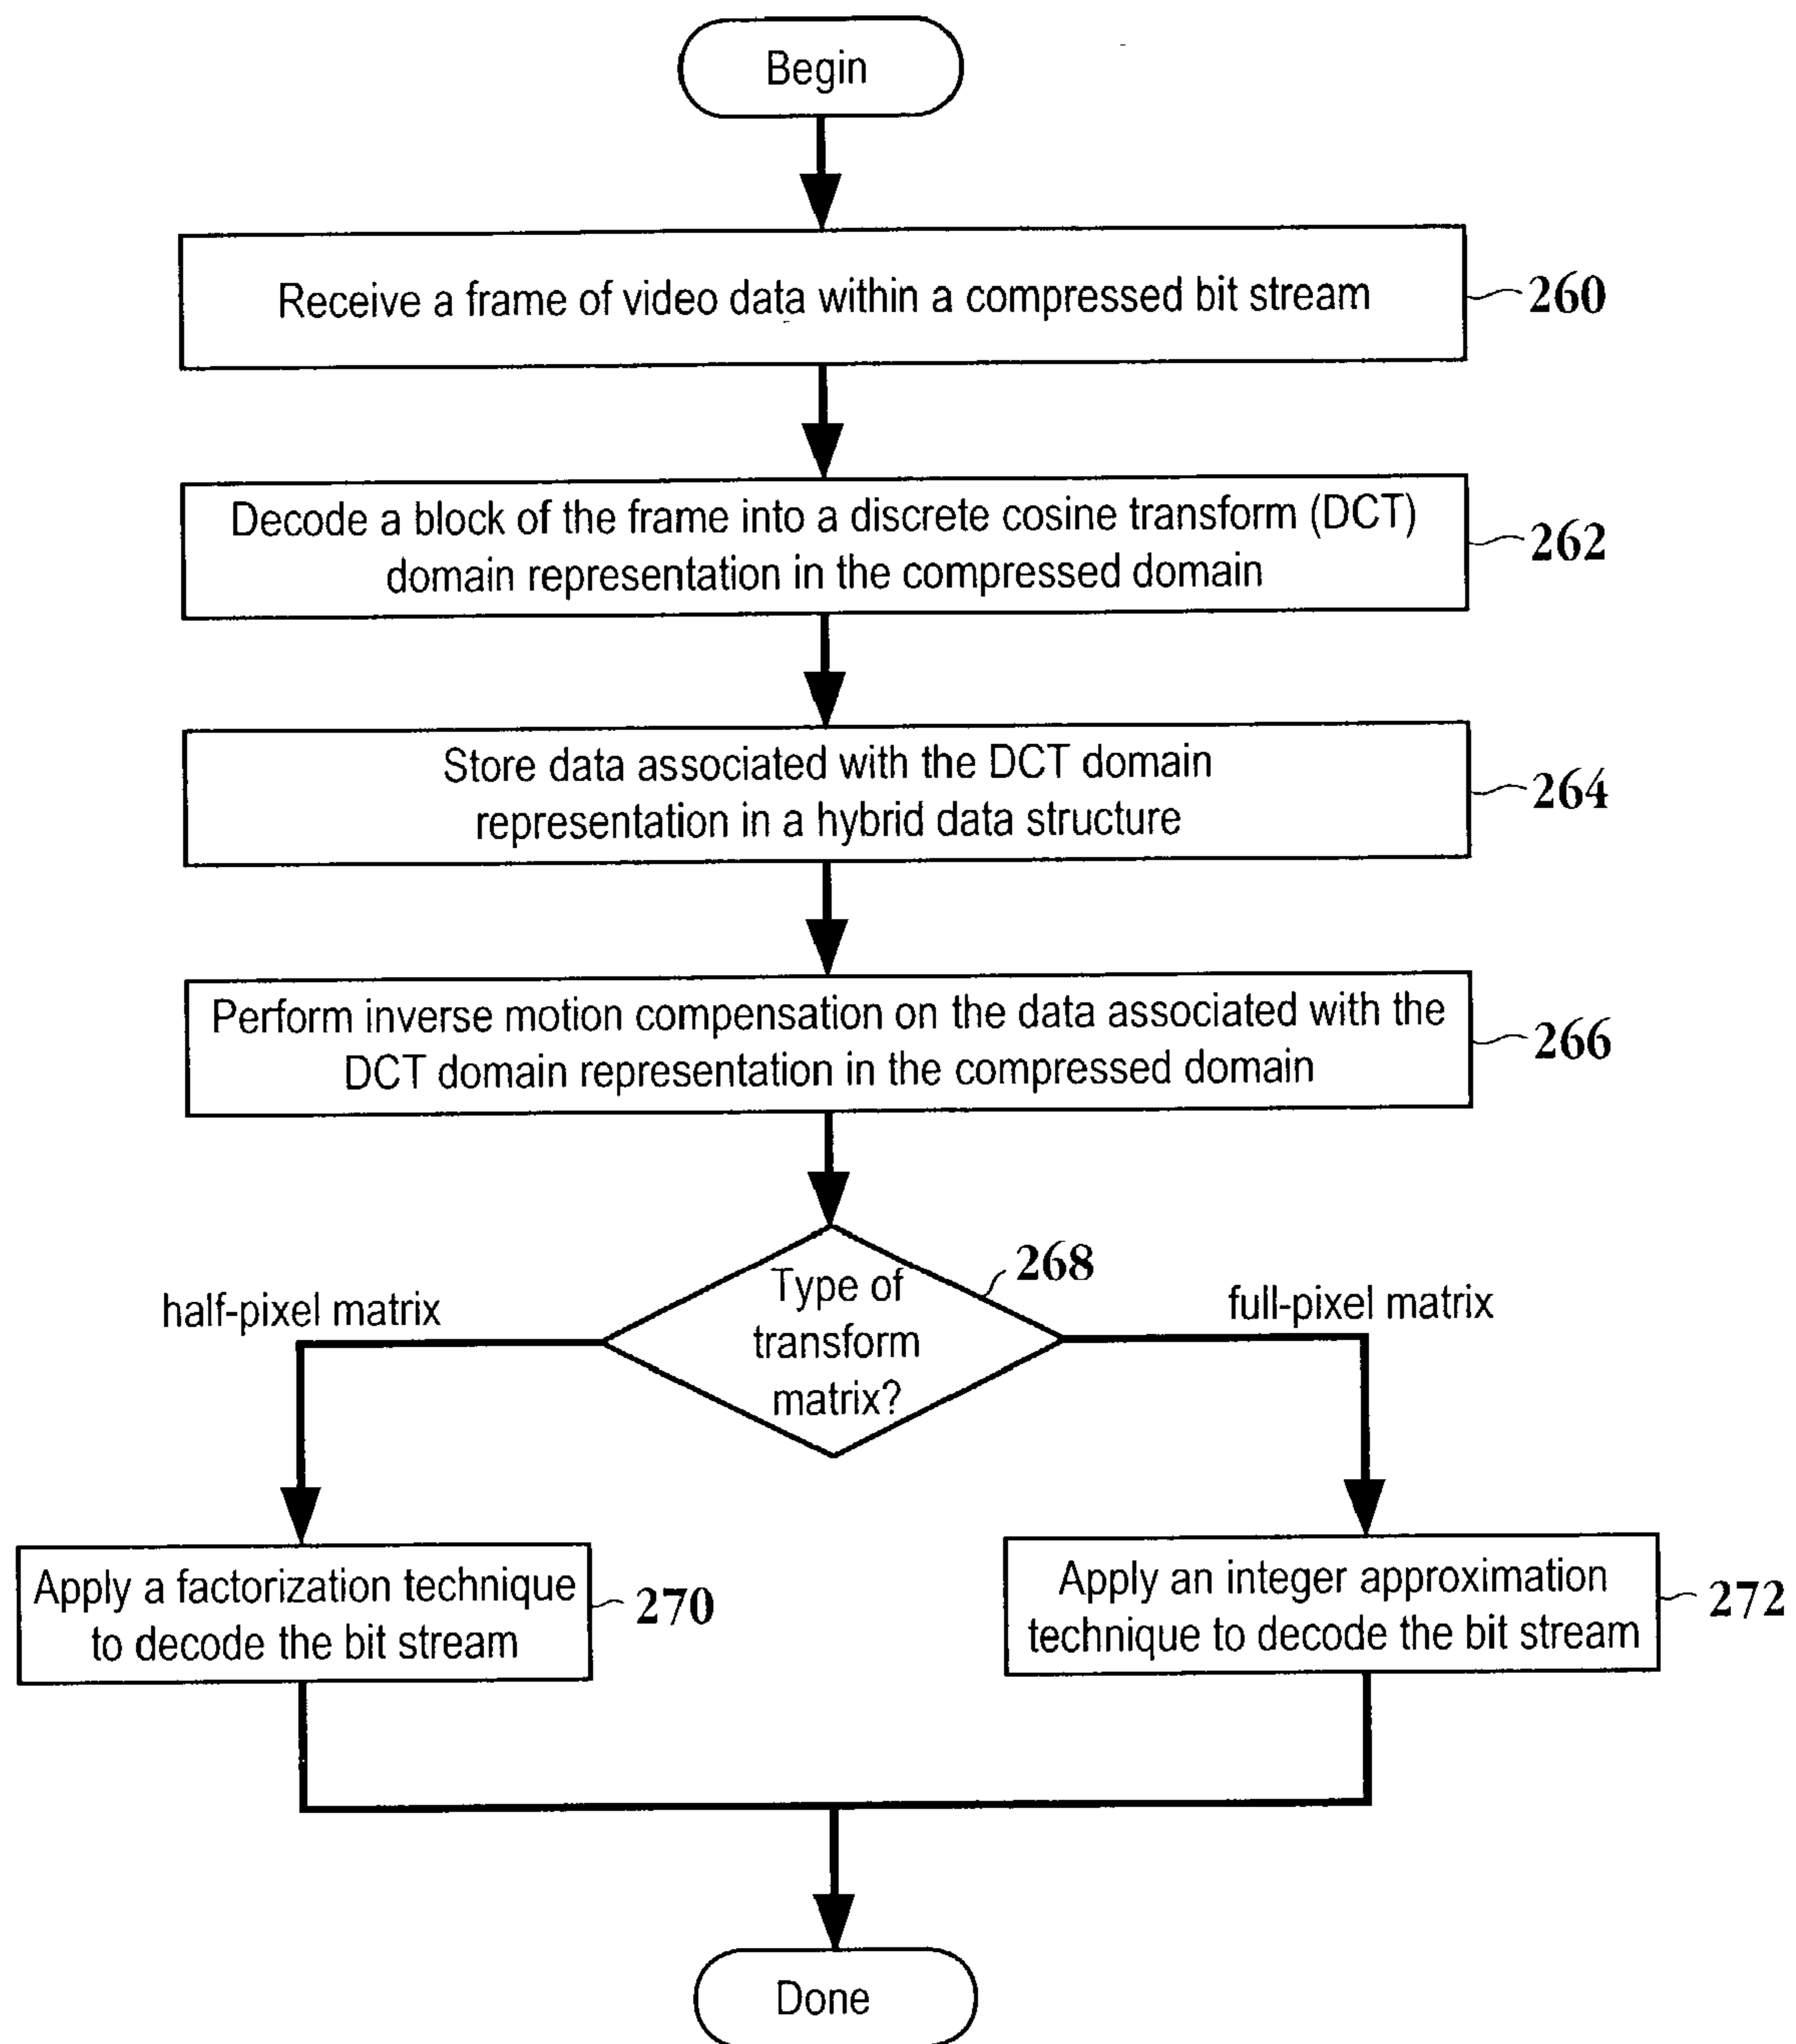 Begin
Receive a frame of video data within a compressed bit stream
260
Decode a block of the frame into a discrete cosine transform (DCT)
domain representation in the compressed domain
262
Store data associated with the DCT domain
representation in a hybrid data structure
264
Perform inverse motion compensation on the data associated with the
DCT domain representation in the compressed domain
266
268
Type of
transform
matrix?
half-pixel matrix
full-pixel matrix
Apply a factorization technique
to decode the bit stream
270
Apply an integer approximation
technique to decode the bit stream
272
Done